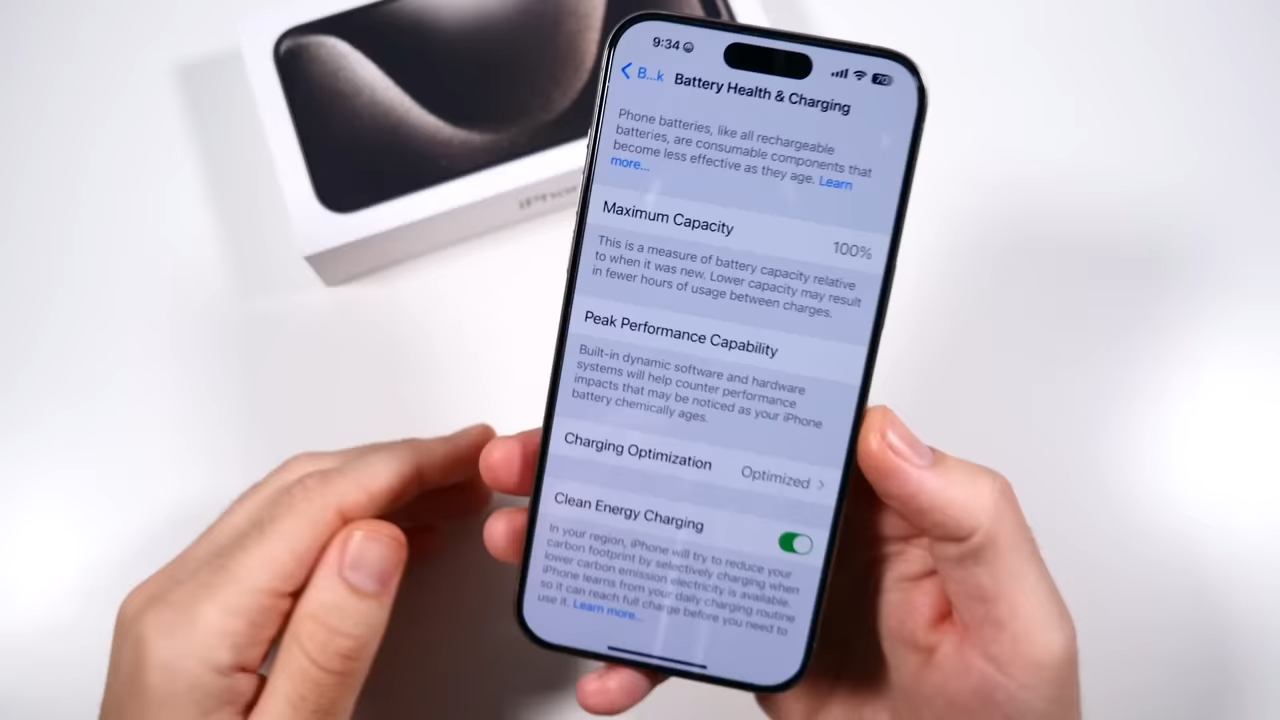 9:34
70
B...k Battery Health & Charging
Phone batteries, like all rechargeable
batteries, are consumable components that
become less effective as they age. Learn
more...
Maximum Capacity 100%
This is a measure of battery capacity relative
to when it was new. Lower capacity may result
in fewer hours of usage between charges.
Peak Performance Capability
Built-in dynamic software and hardware
systems will help counter performance
impacts that may be noticed as your iPhone
battery chemically ages.
Charging Optimization Optimized
Clean Energy Charging
In your region, iPhone will try to reduce your
carbon footprint by selectively charging when
lower carbon emission electricity is available.
iPhone learns from your daily charging routine
so it can reach full charge before you need to
use it. Learn more...